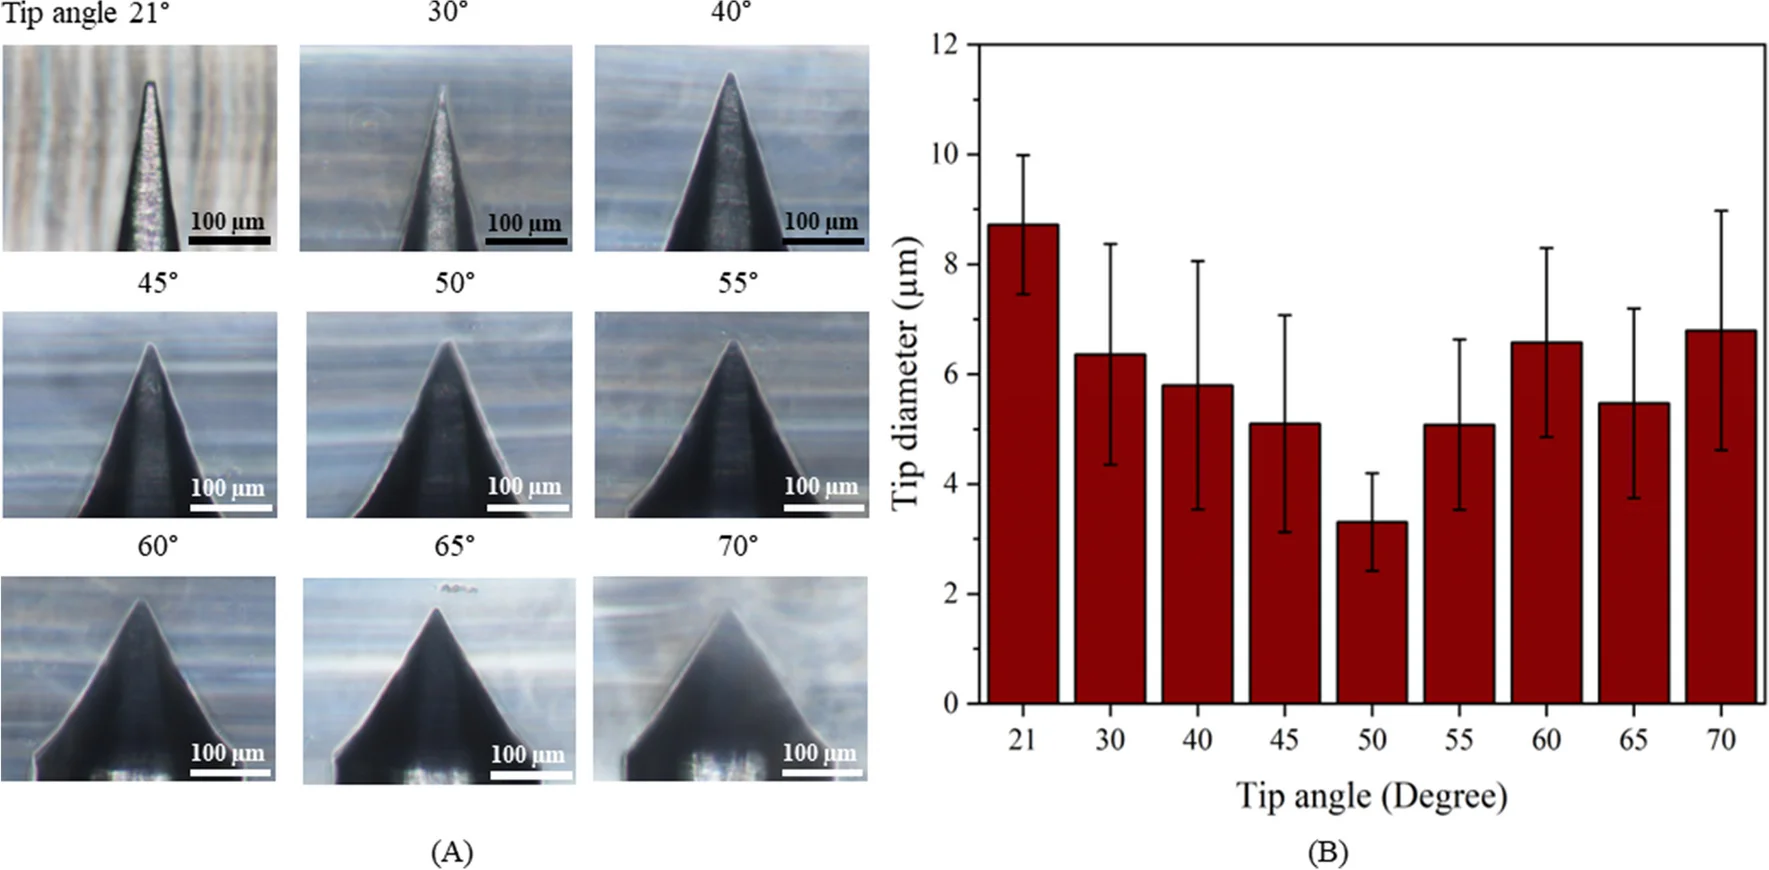 Tip angle 21°
30°
40°
100 μm
100 μm
100 μm
45°
50°
55°
100 μm
100 μm
100 μm
60°
65°
70°
100 μm
100 μm
100 μm
(A)
Tip diameter (μm)
12
10
8
6
4
2
0
21 30 40 45 50 55 60 65 70
Tip angle (Degree)
(B)